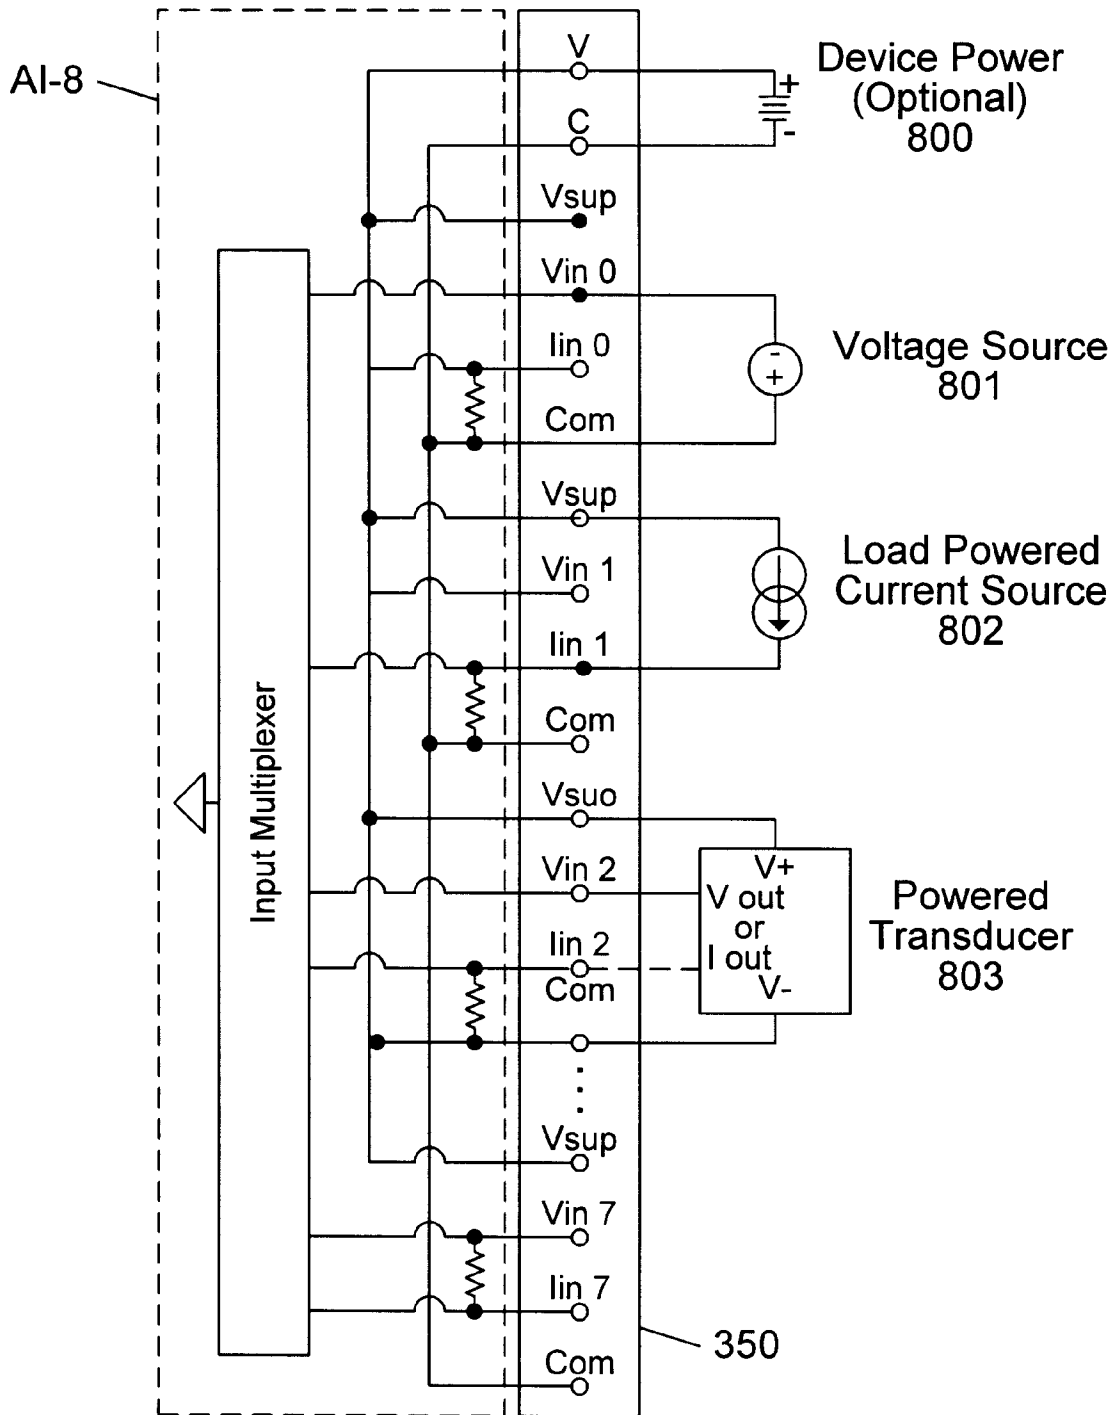 AI-8
V
+
Device Power
(Optional)
800
C
-
Vsup
Vin 0
Iin 0
-
+
Voltage Source
801
Com
Vsup
Vin 1
Load Powered
Current Source
802
Iin 1
Com
Input Multiplexer
Vsuo
V+
Vin 2
V out
or
I out
V-
Powered
Transducer
803
Iin 2
Com
Vsup
Vin 7
Iin 7
350
Com